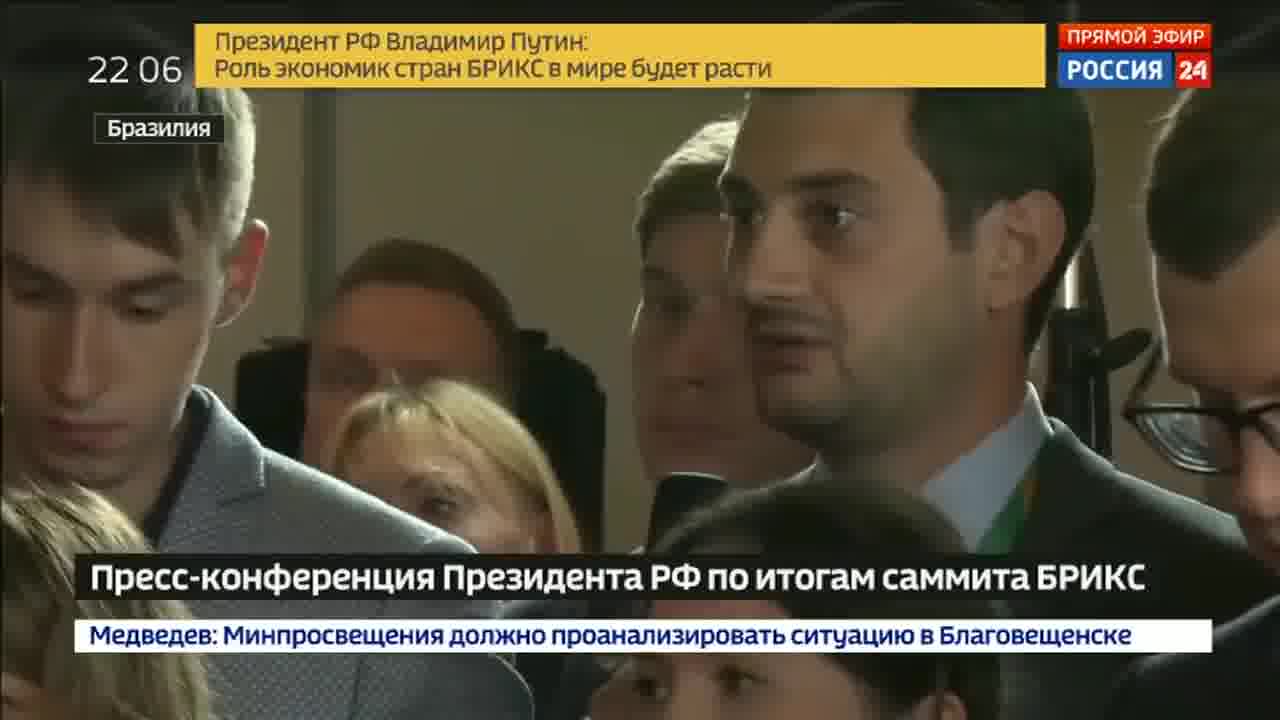 22 06
Президент РФ Владимир Путин:
Роль экономик стран БРИКС в мире будет расти
ПРЯМОЙ ЭФИР
РОССИЯ 24
Бразилия
Пресс-конференция Президента РФ по итогам саммита БРИКС
Медведев: Минпросвещения должно проанализировать ситуацию в Благовещенске